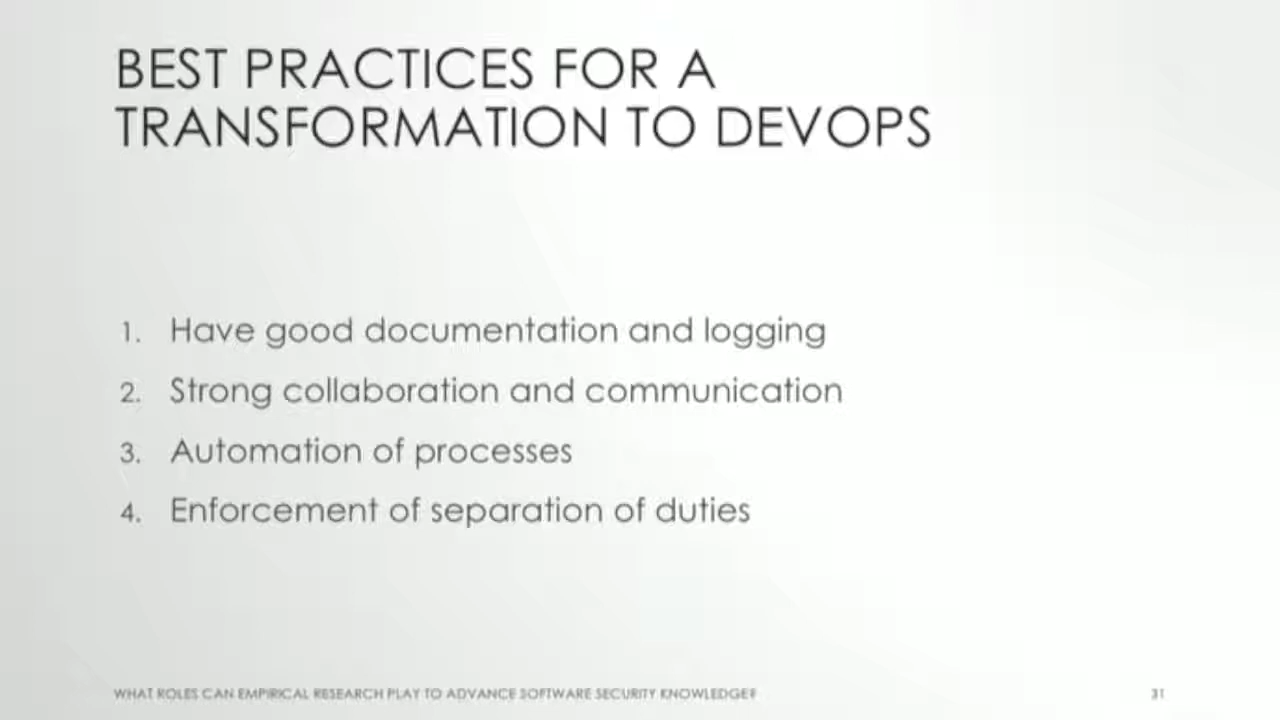 BEST PRACTICES FOR A
TRANSFORMATION TO DEVOPS
1. Have good documentation and logging
2. Strong collaboration and communication
3. Automation of processes
4. Enforcement of separation of duties
WHAT ROLES CAN EMPIRICAL RESEARCH PLAY TO ADVANCE SOFTWARE SECURITY KNOWLEDGE?
31